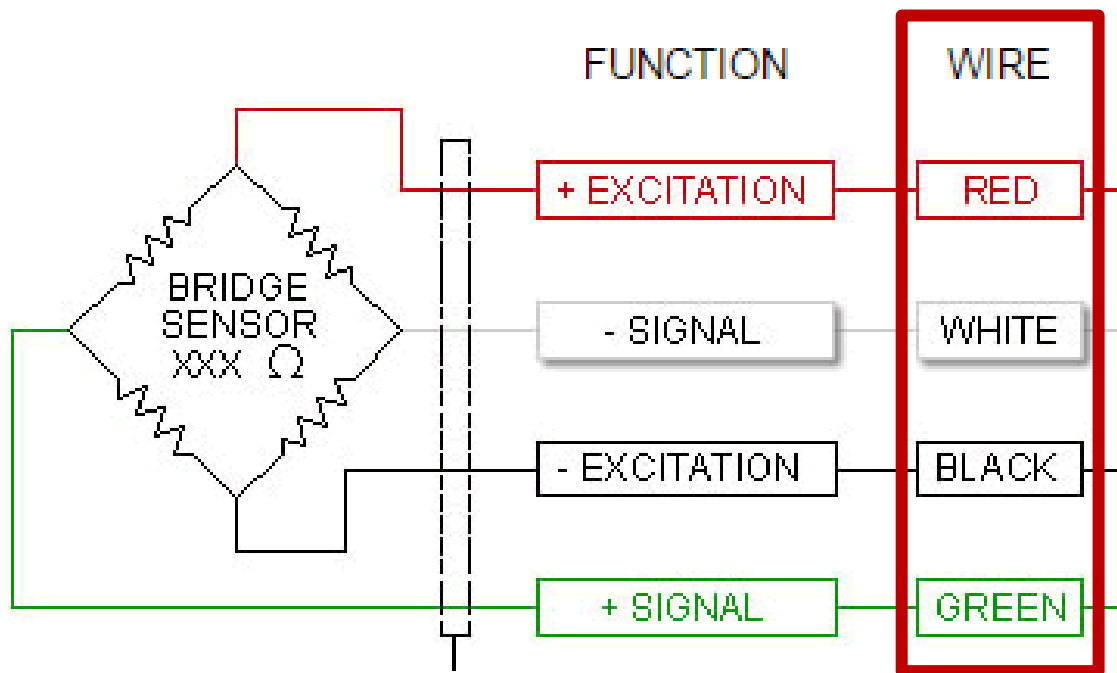 FUNCTION WIRE
+ EXCITATION RED
BRIDGE
SENSOR
XXX Ω
- SIGNAL WHITE
- EXCITATION BLACK
+ SIGNAL GREEN